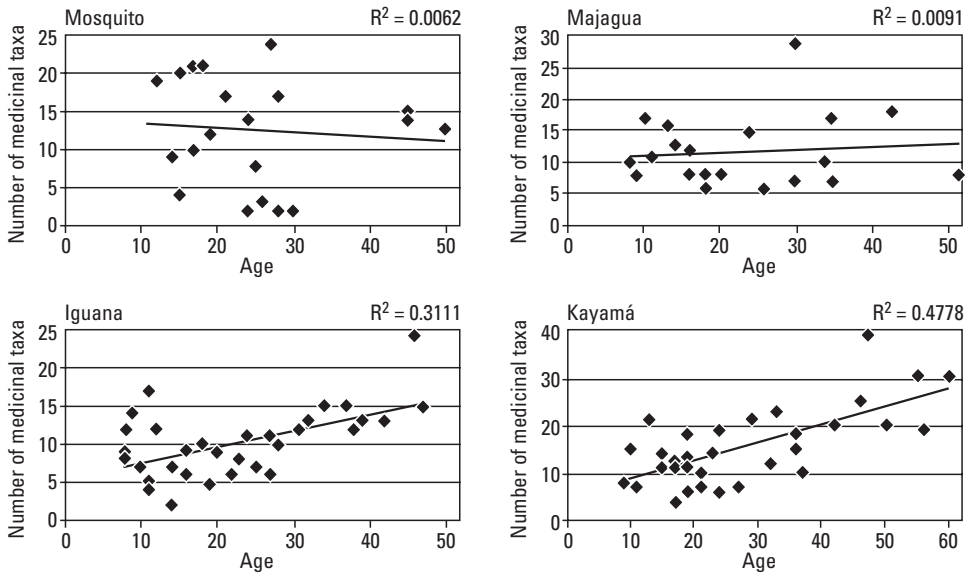 Mosquito R² = 0.0062
Number of medicinal taxa
25
20
15
10
5
0
0 10 20 30 40 50
Age
Majagua R² = 0.0091
Number of medicinal taxa
30
25
20
15
10
5
0
0 10 20 30 40 50
Age
Iguana R² = 0.3111
Number of medicinal taxa
25
20
15
10
5
0
0 10 20 30 40 50
Age
Kayamá R² = 0.4778
Number of medicinal taxa
40
30
20
10
0
0 10 20 30 40 50 60
Age